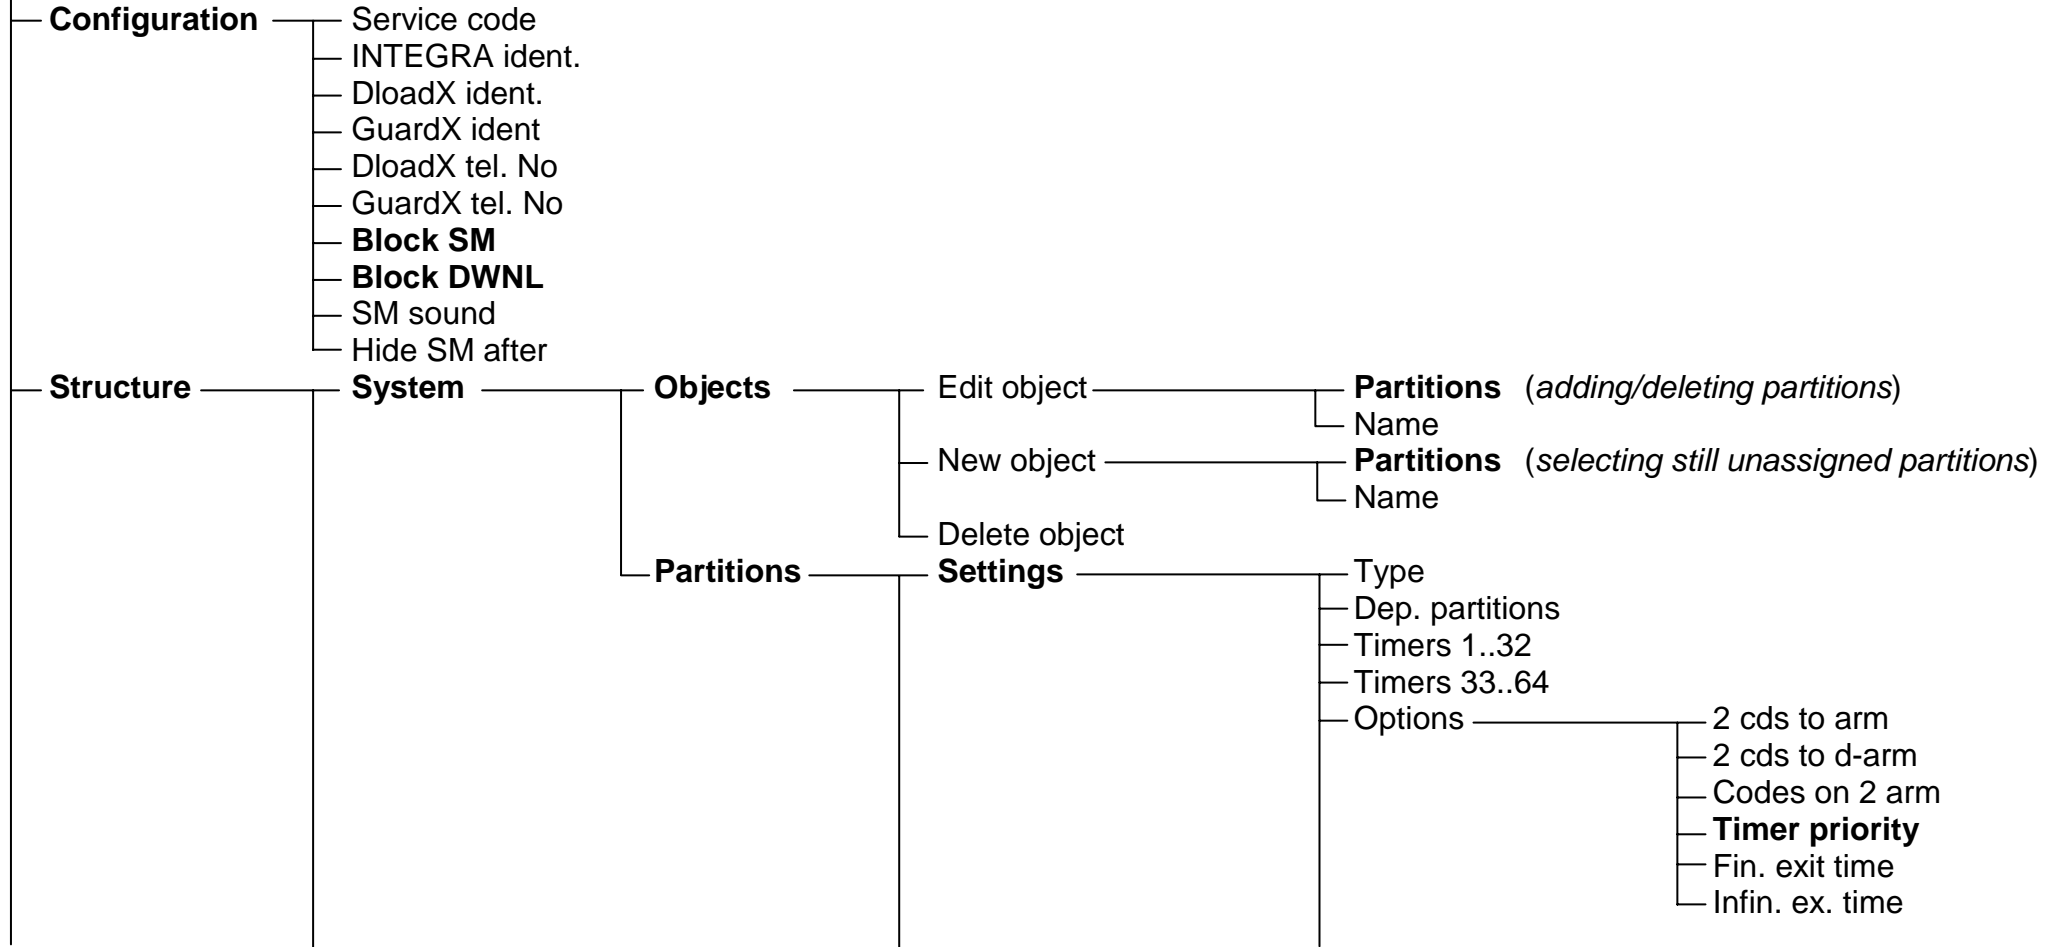 Configuration Service code
INTEGRA ident.
DloadX ident.
GuardX ident
DloadX tel. No
GuardX tel. No
Block SM
Block DWNL
SM sound
Hide SM after
Structure System Objects Edit object Partitions (adding/deleting partitions)
Name
New object Partitions (selecting still unassigned partitions)
Name
Delete object
Partitions Settings Type
Dep. partitions
Timers 1..32
Timers 33..64
Options 2 cds to arm
2 cds to d-arm
Codes on 2 arm
Timer priority
Fin. exit time
Infin. ex. time